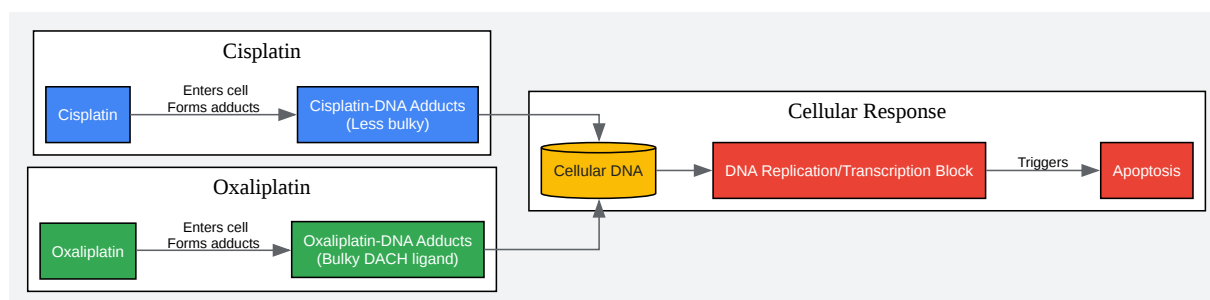 Cisplatin
Cisplatin
Enters cell
Forms adducts
Cisplatin-DNA Adducts
(Less bulky)
Oxaliplatin
Oxaliplatin
Enters cell
Forms adducts
Oxaliplatin-DNA Adducts
(Bulky DACH ligand)
Cellular Response
Cellular DNA
DNA Replication/Transcription Block
Triggers
Apoptosis